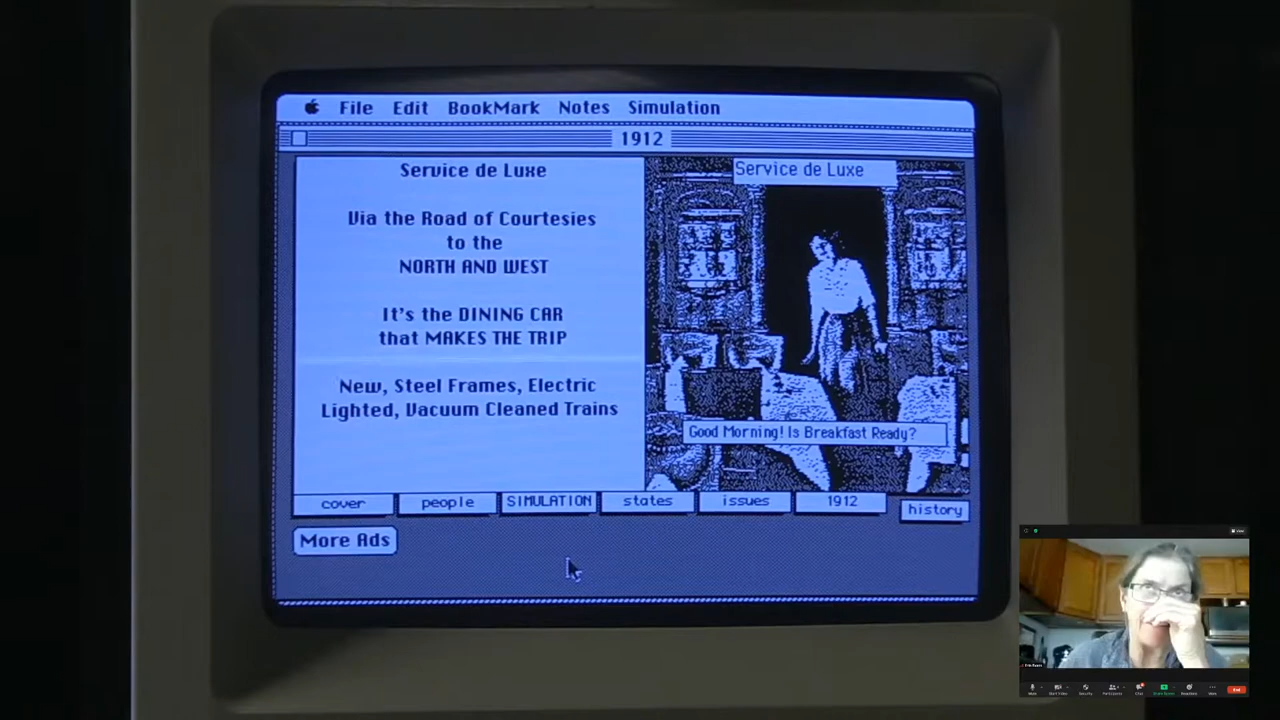 File Edit BookMark Notes Simulation
1912
Service de Luxe
Via the Road of Courtesies
to the
NORTH AND WEST
It's the DINING CAR
that MAKES THE TRIP
New, Steel Frames, Electric
Lighted, Vacuum Cleaned Trains
Service de Luxe
Good Morning! Is Breakfast Ready?
cover people SIMULATION states issues 1912 history
More Ads